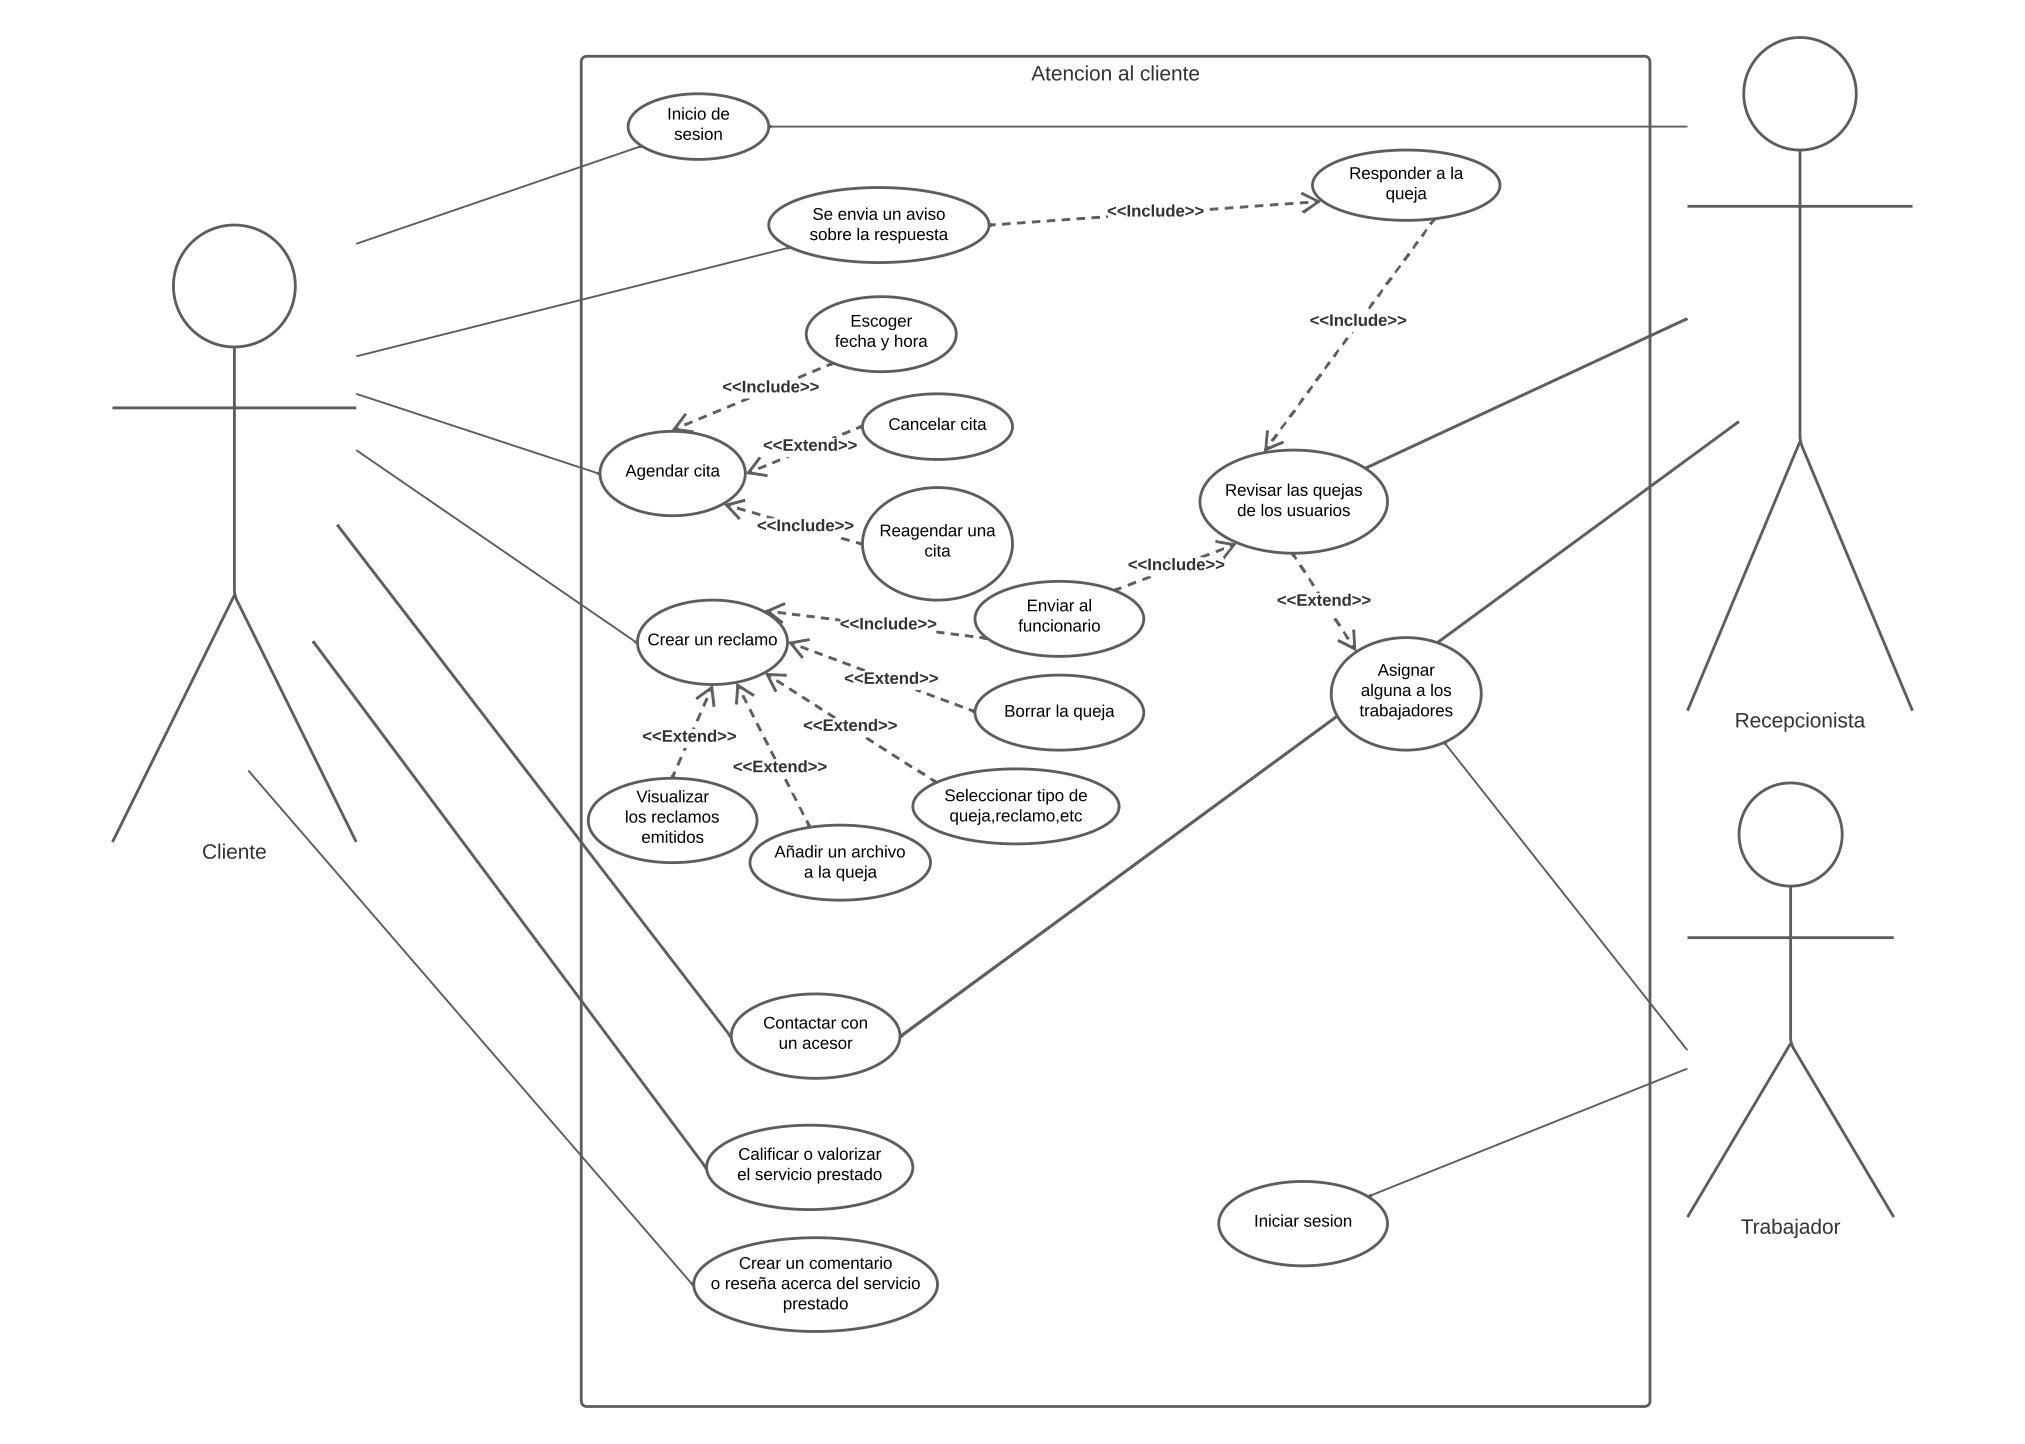 Atencion al cliente
Inicio de
sesion
Responder a la
queja
Se envia un aviso
sobre la respuesta
<<Include>>
Escoger
fecha y hora
<<Include>>
<<Include>>
Cancelar cita
<<Extend>>
Agendar cita
Revisar las quejas
de los usuarios
<<Include>>
Reagendar una
cita
<<Include>>
<<Extend>>
Enviar al
funcionario
<<Include>>
Crear un reclamo
<<Extend>>
Borrar la queja
Asignar
alguna a los
trabajadores
Recepcionista
<<Extend>>
<<Extend>>
<<Extend>>
Visualizar
los reclamos
emitidos
Seleccionar tipo de
queja,reclamo,etc
Añadir un archivo
a la queja
Cliente
Contactar con
un acesor
Calificar o valorizar
el servicio prestado
Iniciar sesion
Trabajador
Crear un comentario
o reseña acerca del servicio
prestado